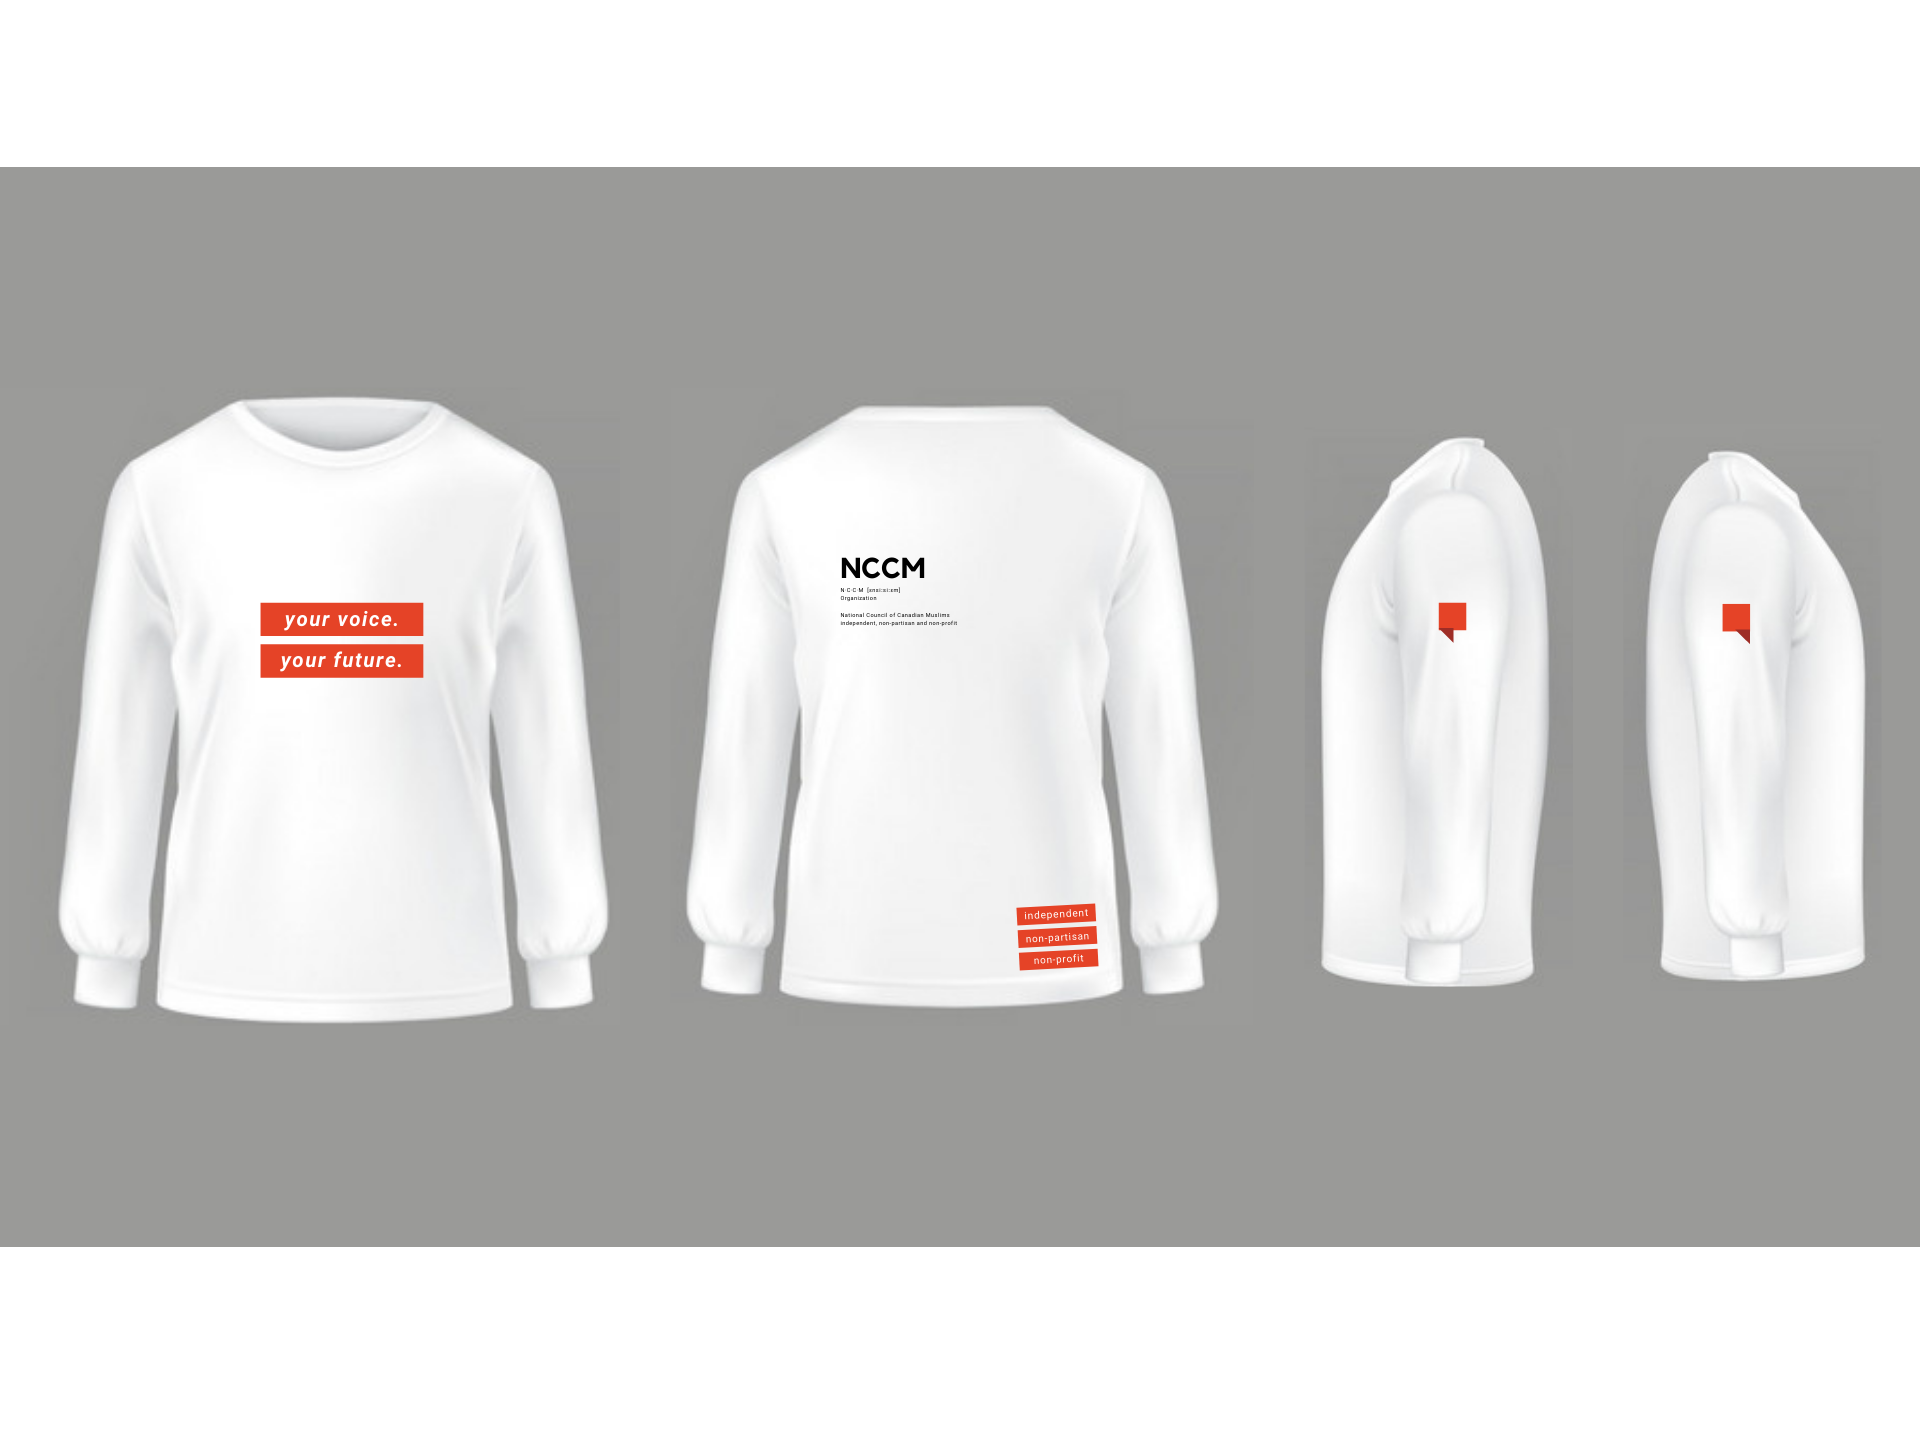 your voice.
your future.
NCCM
N·C·C·M
Organization
National Council of Canadian Muslims
independent, non-partisan and non-profit
independent
non-partisan
non-profit